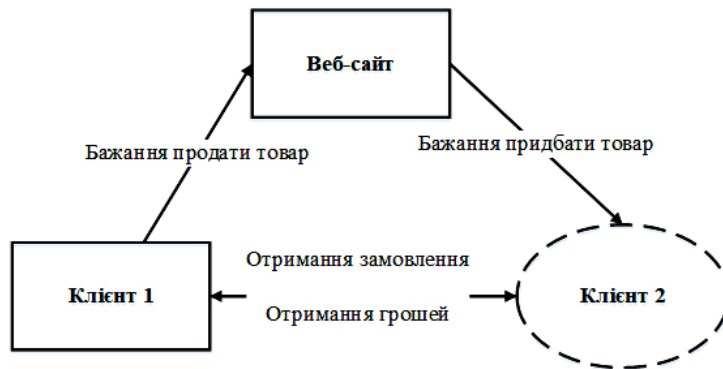 Веб-сайт
Бажання продати товар
Бажання придбати товар
Отримання замовлення
Клієнт 1
Клієнт 2
Отримання грошей